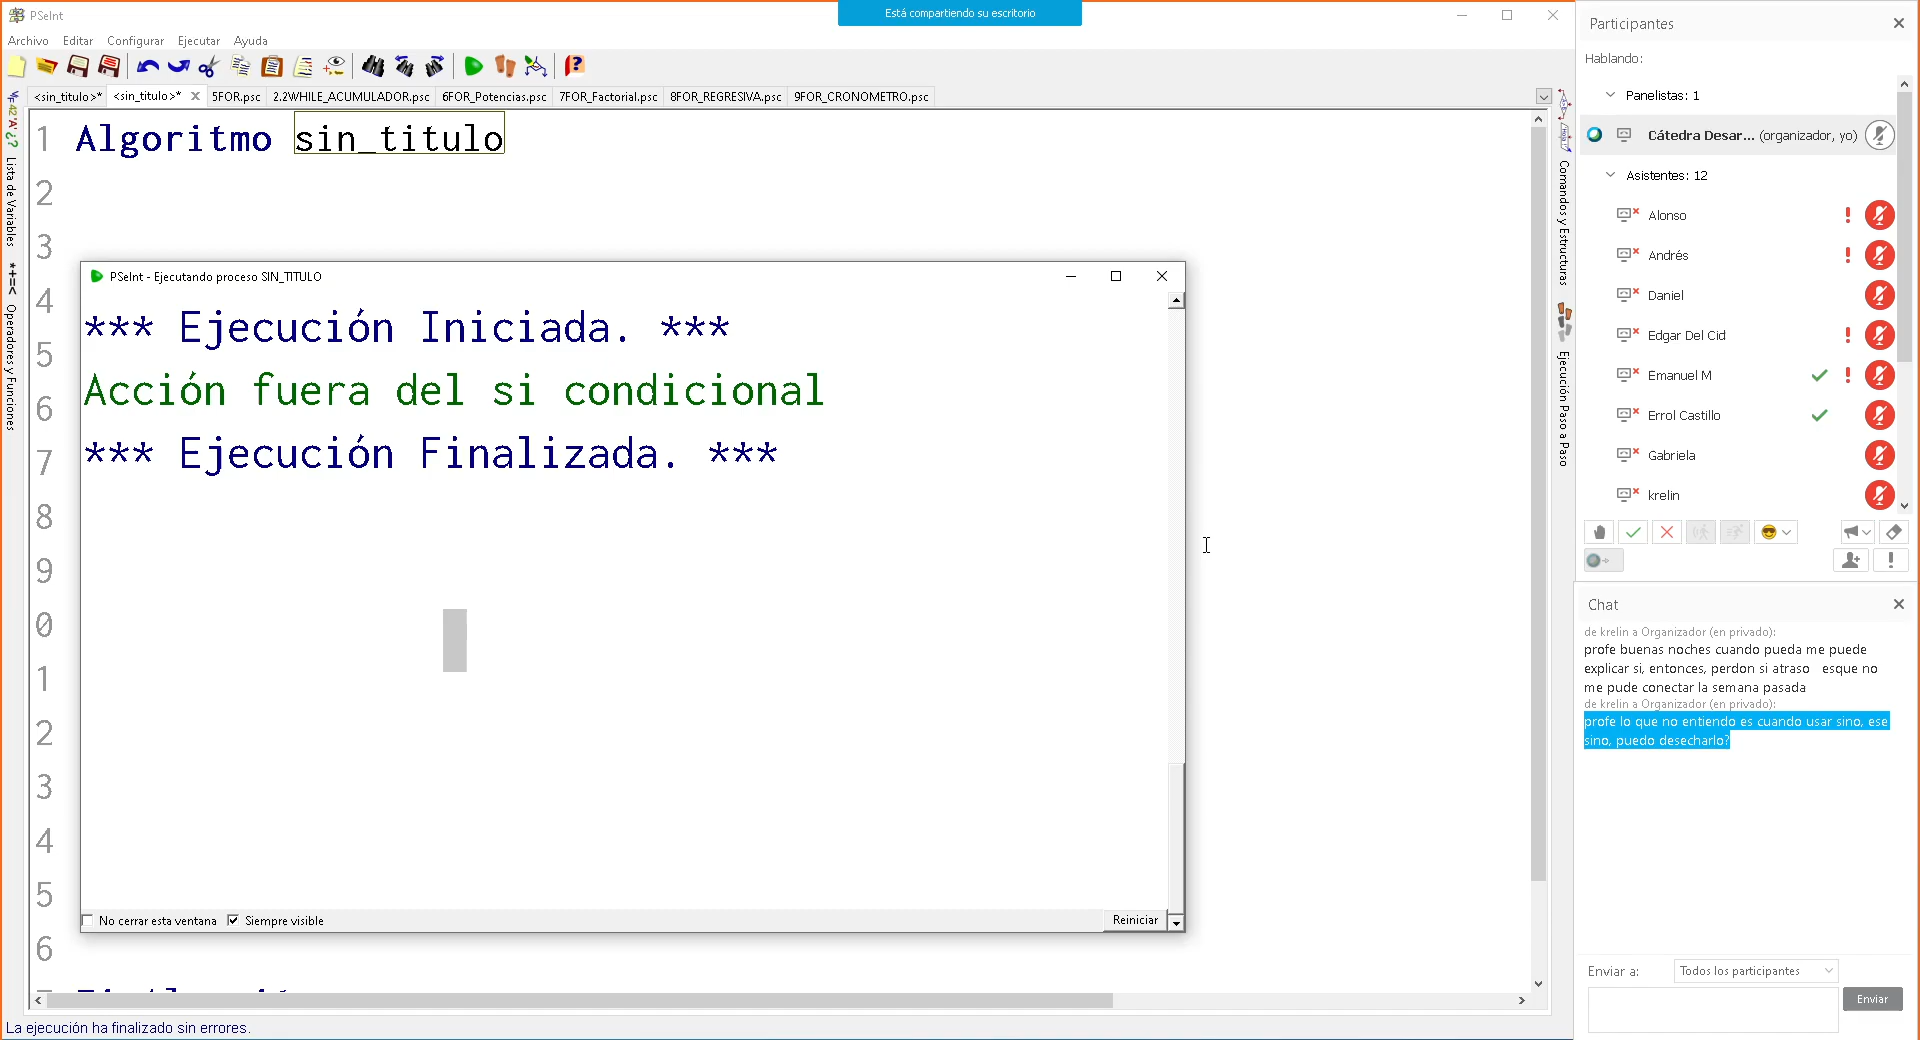 PSeInt
Está compartiendo su escritorio
Archivo Editar Configurar Ejecutar Ayuda
<sin_titulo>* <sin_titulo>* 5FOR.psc 2.2WHILE_ACUMULADOR.psc 6FOR_Potencias.psc 7FOR_Factorial.psc 8FOR_REGRESIVA.psc 9FOR_CRONOMETRO.psc
Lista de Variables
Operadores y Funciones
1 Algoritmo sin_titulo
2
3
4
5
6
7
8
9
0
1
2
3
4
5
6
PSeInt - Ejecutando proceso SIN_TITULO
*** Ejecución Iniciada. ***
Acción fuera del si condicional
*** Ejecución Finalizada. ***
No cerrar esta ventana Siempre visible Reiniciar
La ejecución ha finalizado sin errores.
Comandos y Estructuras
Ejecución Paso a Paso
Participantes
Hablando:
Panelistas: 1
Cátedra Desar... (organizador, yo)
Asistentes: 12
Alonso
Andrés
Daniel
Edgar Del Cid
Emanuel M
Errol Castillo
Gabriela
krelin
Chat
de krelin a Organizador (en privado):
profe buenas noches cuando pueda me puede
explicar si, entonces, perdon si atraso esque no
me pude conectar la semana pasada
de krelin a Organizador (en privado):
profe lo que no entiendo es cuando usar sino, ese
sino, puedo desecharlo?
Enviar a: Todos los participantes
Enviar